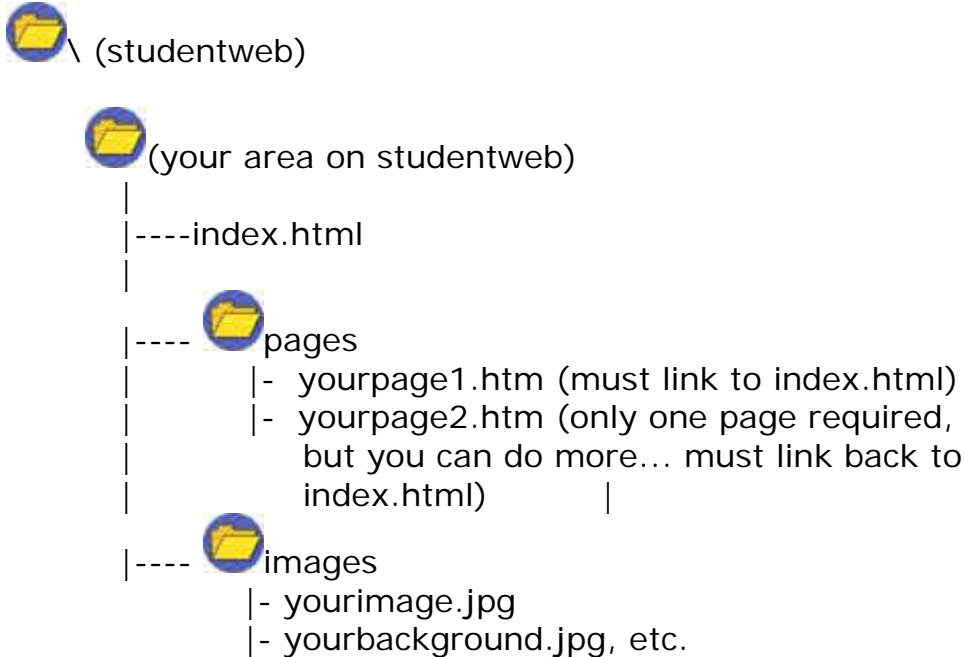 \ (studentweb)
(your area on studentweb)
|
|----index.html
|
|---- pages
| |- yourpage1.htm (must link to index.html)
| |- yourpage2.htm (only one page required,
| but you can do more... must link back to
| index.html) |
|---- images
|- yourimage.jpg
|- yourbackground.jpg, etc.